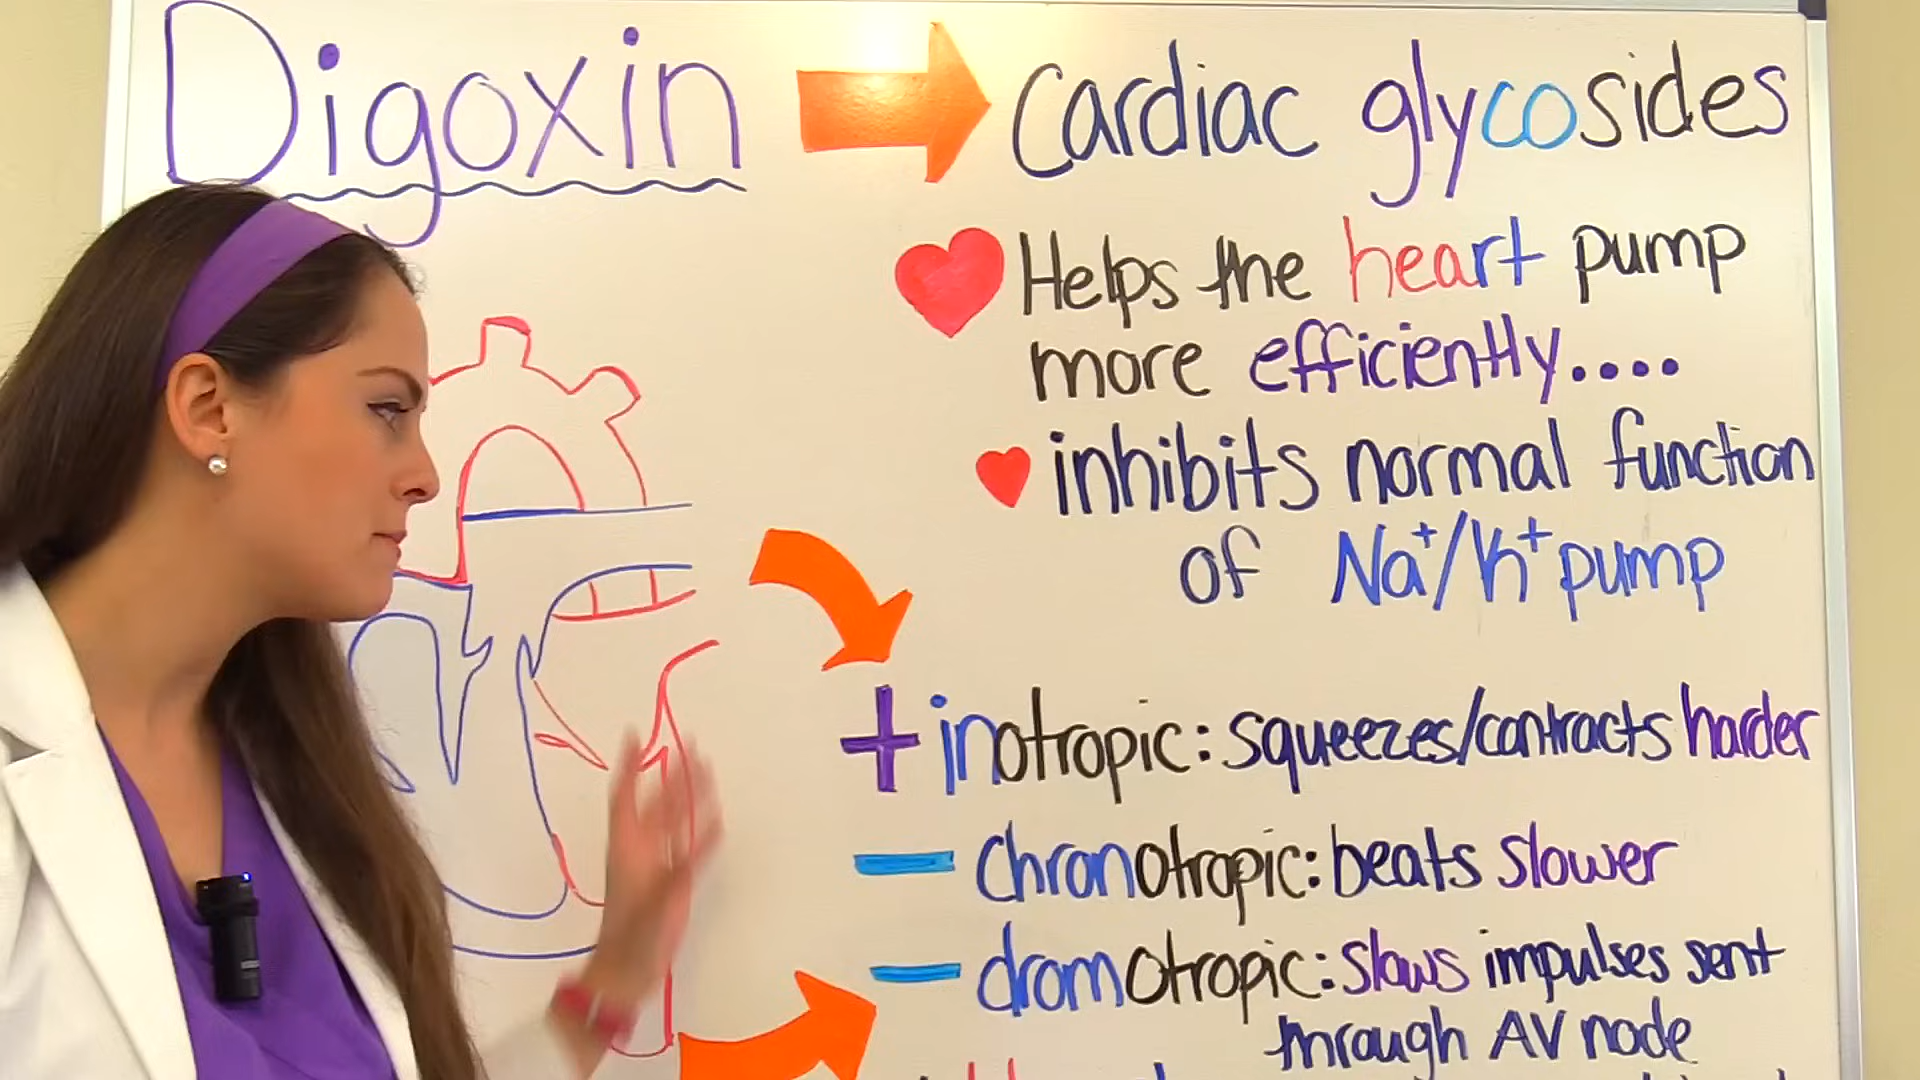 Digoxin
Cardiac glycosides
Helps the heart pump
more efficiently....
inhibits normal function
of Na+/K+ pump
+ inotropic: squeezes/contracts harder
- chronotropic: beats slower
- dromotropic: slows impulses sent
through AV node